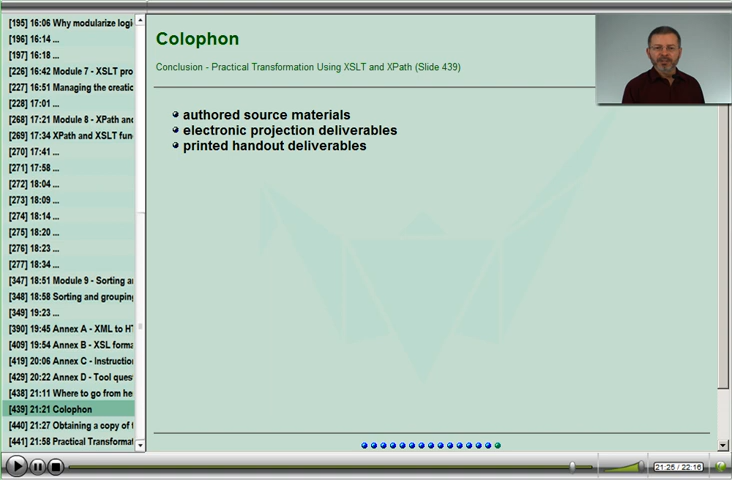 [195] 16:06 Why modularize logi
[196] 16:14 ...
[197] 16:18 ...
[226] 16:42 Module 7 - XSLT pro
[227] 16:51 Managing the creatio
[228] 17:01 ...
[268] 17:21 Module 8 - XPath and
[269] 17:34 XPath and XSLT fun
[270] 17:41 ...
[271] 17:58 ...
[272] 18:04 ...
[273] 18:09 ...
[274] 18:14 ...
[275] 18:20 ...
[276] 18:23 ...
[277] 18:34 ...
[347] 18:51 Module 9 - Sorting an
[348] 18:58 Sorting and grouping
[349] 19:23 ...
[390] 19:45 Annex A - XML to HT
[409] 19:54 Annex B - XSL forma
[419] 20:06 Annex C - Instruction
[429] 20:22 Annex D - Tool ques
[438] 21:11 Where to go from he
[439] 21:21 Colophon
[440] 21:27 Obtaining a copy of t
[441] 21:58 Practical Transformat
Colophon
Conclusion - Practical Transformation Using XSLT and XPath (Slide 439)
authored source materials
electronic projection deliverables
printed handout deliverables
21:25 / 22:16